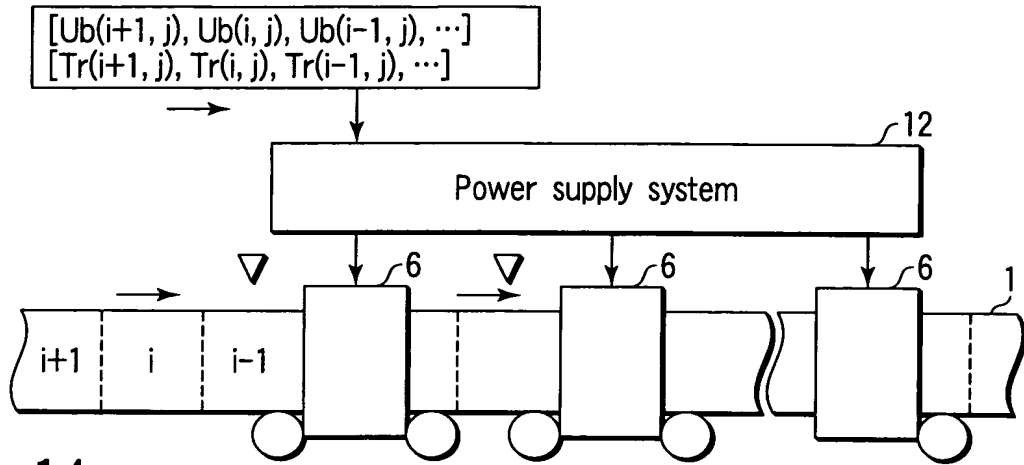 [Ub(i+1, j), Ub(i, j), Ub(i-1, j), ···]
[Tr(i+1, j), Tr(i, j), Tr(i-1, j), ···]
12
Power supply system
6 6 6 1
i+1 i i-1